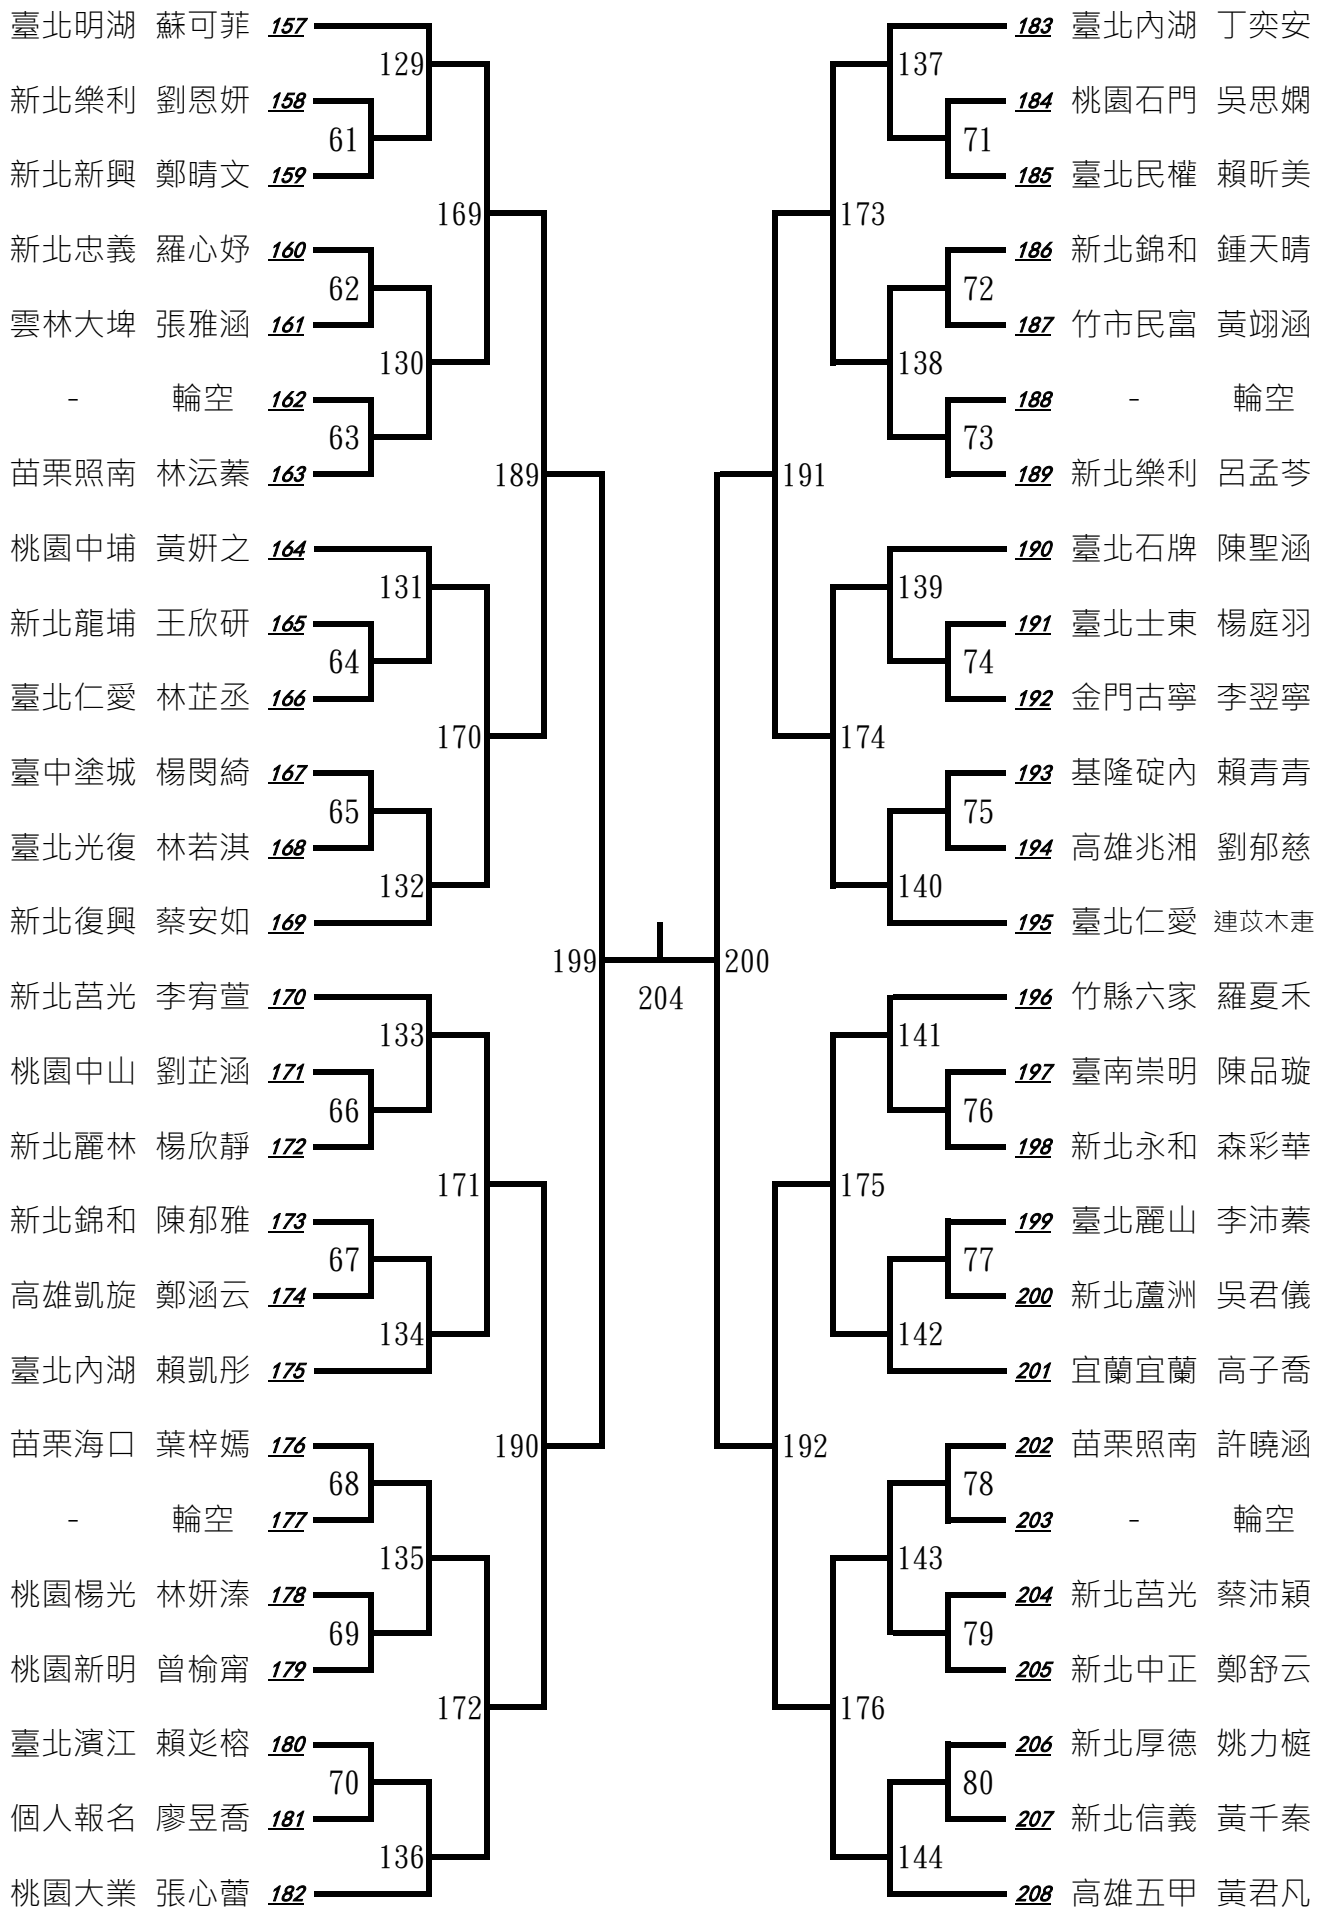 臺北明湖 蘇可菲 157
129
新北樂利 劉恩妍 158
61
新北新興 鄭晴文 159
169
新北忠義 羅心妤 160
62
雲林大埤 張雅涵 161
130
- 輪空 162
63
苗栗照南 林沄蓁 163
189
桃園中埔 黃姸之 164
131
新北龍埔 王欣研 165
64
臺北仁愛 林芷丞 166
170
臺中塗城 楊閔綺 167
65
臺北光復 林若淇 168
132
新北復興 蔡安如 169
199
新北莒光 李宥萱 170
133
桃園中山 劉芷涵 171
66
新北麗林 楊欣靜 172
171
新北錦和 陳郁雅 173
67
高雄凱旋 鄭涵云 174
134
臺北內湖 賴凱彤 175
190
苗栗海口 葉梓嫣 176
68
- 輪空 177
135
桃園楊光 林妍溱 178
69
桃園新明 曾榆甯 179
172
臺北濱江 賴彣榕 180
70
個人報名 廖昱喬 181
136
桃園大業 張心蕾 182
204
183 臺北內湖 丁奕安
137
184 桃園石門 吳思嫻
71
185 臺北民權 賴昕美
173
186 新北錦和 鍾天晴
72
187 竹市民富 黃翊涵
138
188 - 輪空
73
189 新北樂利 呂孟芩
191
190 臺北石牌 陳聖涵
139
191 臺北士東 楊庭羽
74
192 金門古寧 李翌寧
174
193 基隆碇內 賴青青
75
194 高雄兆湘 劉郁慈
140
195 臺北仁愛 連苡木疌
200
196 竹縣六家 羅夏禾
141
197 臺南崇明 陳品璇
76
198 新北永和 森彩華
175
199 臺北麗山 李沛蓁
77
200 新北蘆洲 吳君儀
142
201 宜蘭宜蘭 高子喬
192
202 苗栗照南 許曉涵
78
203 - 輪空
143
204 新北莒光 蔡沛穎
79
205 新北中正 鄭舒云
176
206 新北厚德 姚力榳
80
207 新北信義 黃千秦
144
208 高雄五甲 黃君凡